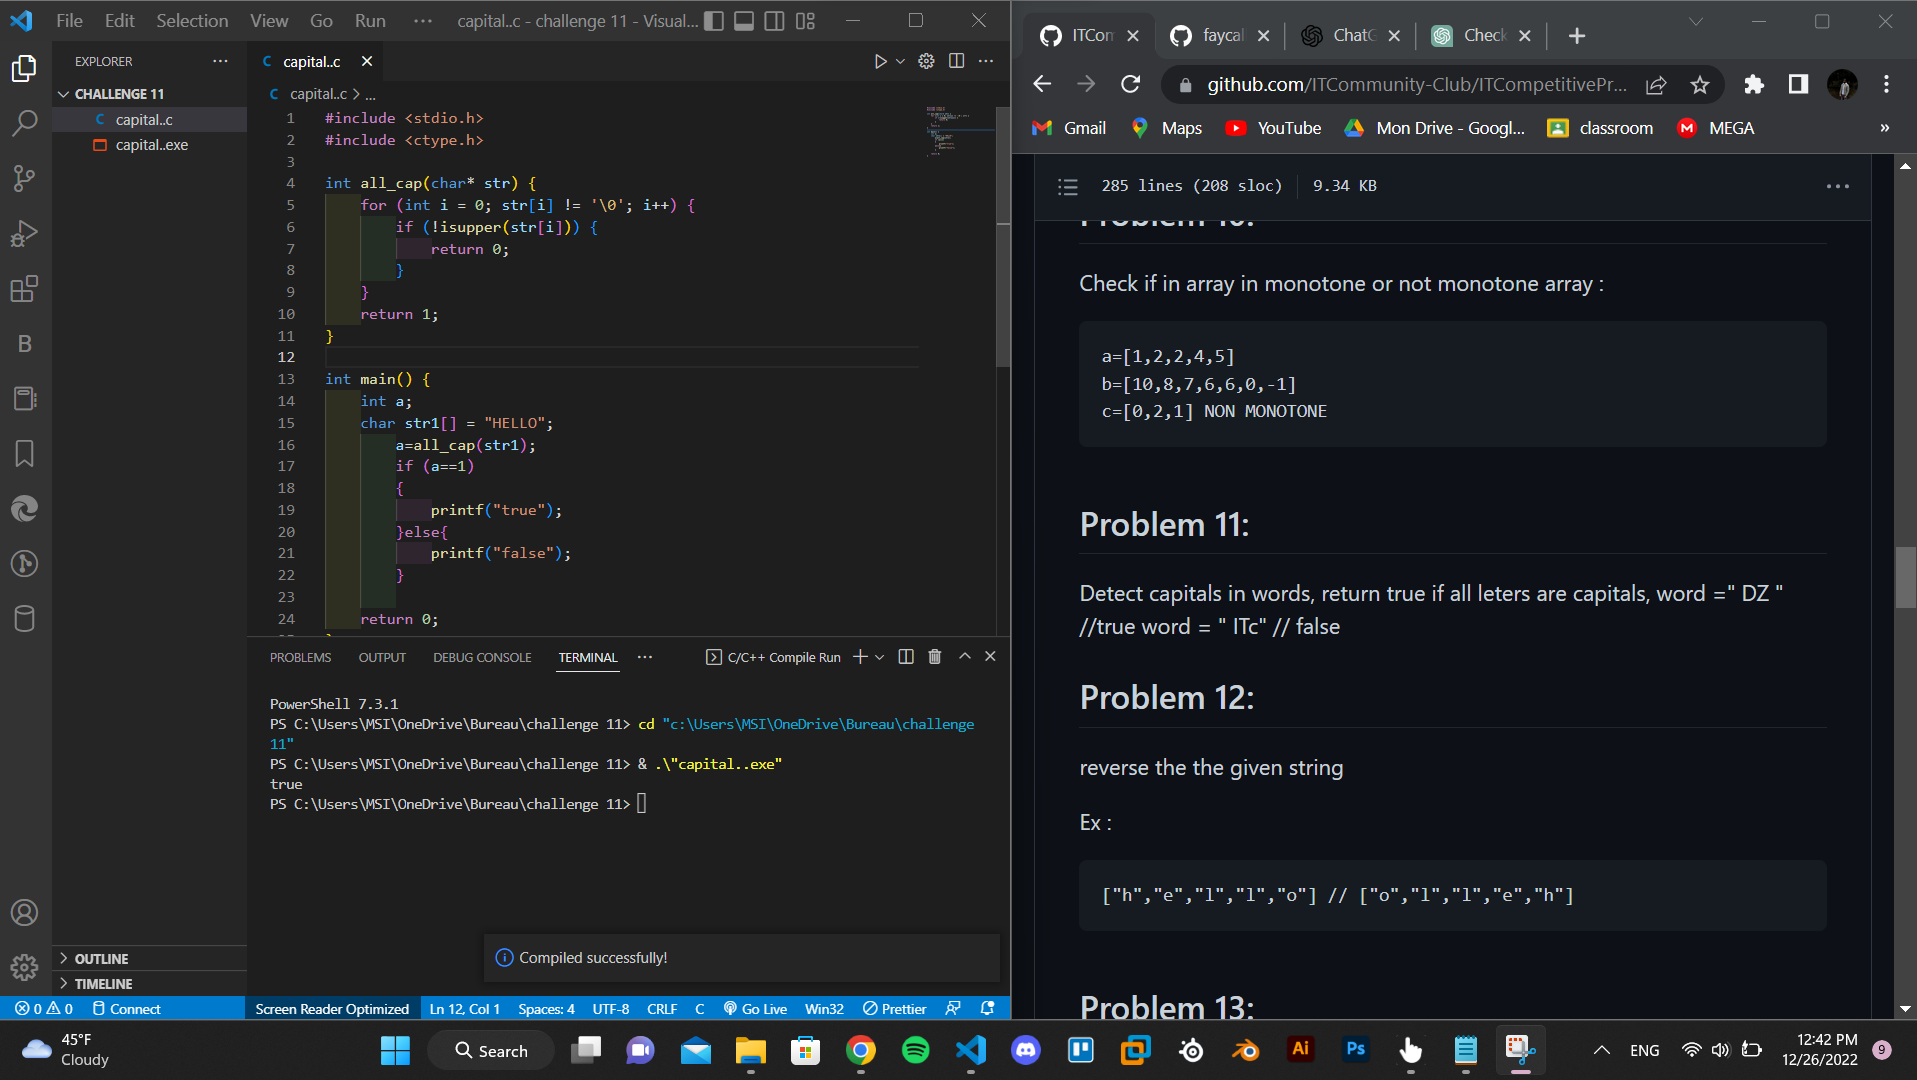 File Edit Selection View Go Run ··· capital..c - challenge 11 - Visual...
EXPLORER ···
CHALLENGE 11
C capital..c
capital..exe
OUTLINE
TIMELINE
C capital..c
C capital..c > ...
1 #include <stdio.h>
2 #include <ctype.h>
3
4 int all_cap(char* str) {
5 for (int i = 0; str[i] != '\0'; i++) {
6 if (!isupper(str[i])) {
7 return 0;
8 }
9 }
10 return 1;
11 }
12
13 int main() {
14 int a;
15 char str1[] = "HELLO";
16 a=all_cap(str1);
17 if (a==1)
18 {
19 printf("true");
20 }else{
21 printf("false");
22 }
23
24 return 0;
PROBLEMS OUTPUT DEBUG CONSOLE TERMINAL ··· C/C++ Compile Run
PowerShell 7.3.1
PS C:\Users\MSI\OneDrive\Bureau\challenge 11> cd "c:\Users\MSI\OneDrive\Bureau\challenge
11"
PS C:\Users\MSI\OneDrive\Bureau\challenge 11> & .\"capital..exe"
true
PS C:\Users\MSI\OneDrive\Bureau\challenge 11>
Compiled successfully!
0 0 Connect Screen Reader Optimized Ln 12, Col 1 Spaces: 4 UTF-8 CRLF C Go Live Win32 Prettier
ITCom faycal ChatG Check
github.com/ITCommunity-Club/ITCompetitivePr...
Gmail Maps YouTube Mon Drive - Googl... classroom MEGA »
285 lines (208 sloc) 9.34 KB
Problem 10:
Check if in array in monotone or not monotone array :
a=[1,2,2,4,5]
b=[10,8,7,6,6,0,-1]
c=[0,2,1] NON MONOTONE
Problem 11:
Detect capitals in words, return true if all leters are capitals, word =" DZ "
//true word = " ITc" // false
Problem 12:
reverse the the given string
Ex :
["h","e","l","l","o"] // ["o","l","l","e","h"]
Problem 13:
45°F
Cloudy
Search
Ai
Ps
ENG
12:42 PM
12/26/2022
9